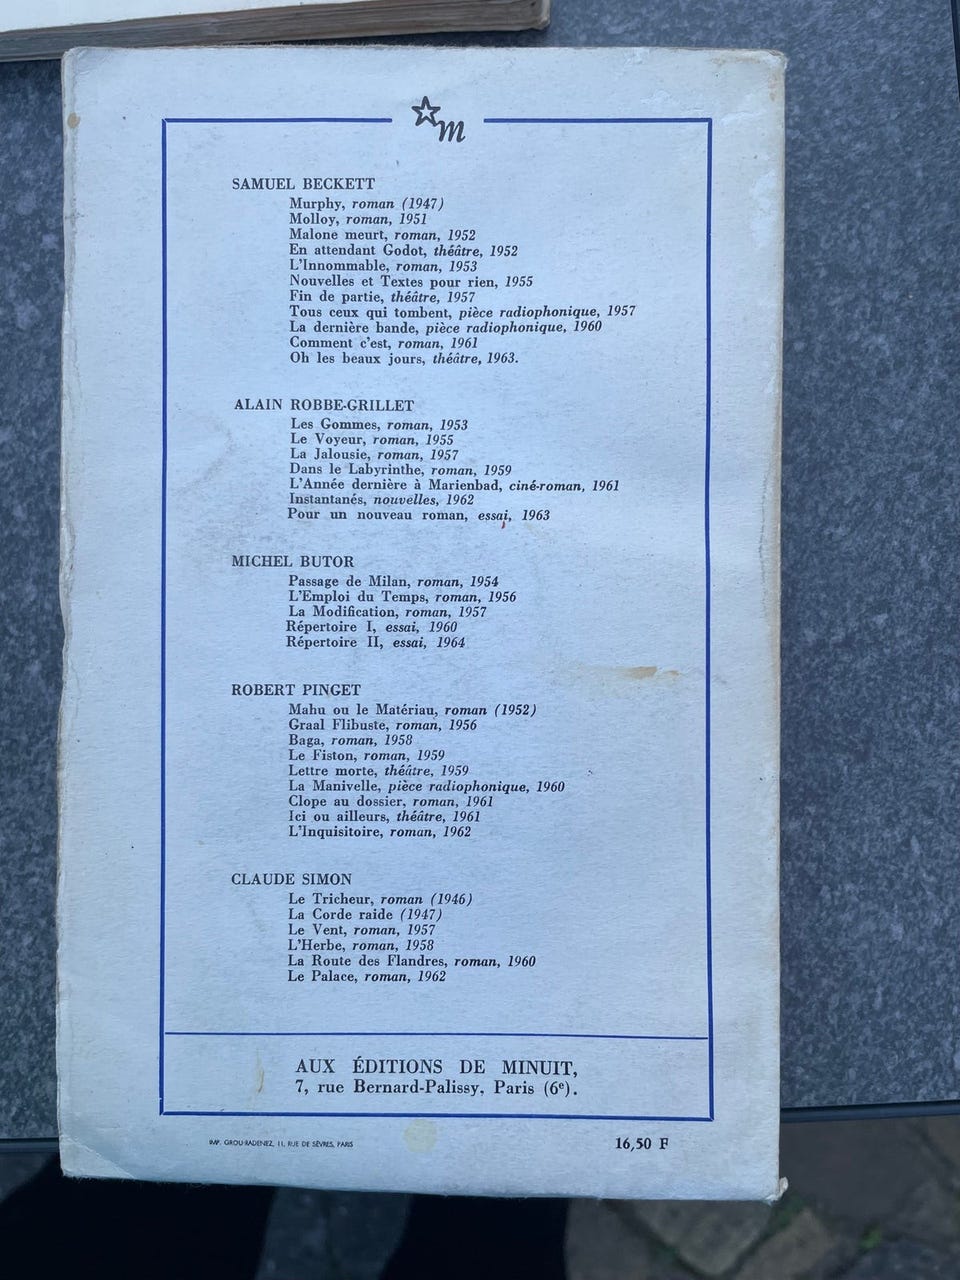 m
SAMUEL BECKETT
Murphy, roman (1947)
Molloy, roman, 1951
Malone meurt, roman, 1952
En attendant Godot, théâtre, 1952
L'Innommable, roman, 1953
Nouvelles et Textes pour rien, 1955
Fin de partie, théâtre, 1957
Tous ceux qui tombent, pièce radiophonique, 1957
La dernière bande, pièce radiophonique, 1960
Comment c'est, roman, 1961
Oh les beaux jours, théâtre, 1963.
ALAIN ROBBE-GRILLET
Les Gommes, roman, 1953
Le Voyeur, roman, 1955
La Jalousie, roman, 1957
Dans le Labyrinthe, roman, 1959
L'Année dernière à Marienbad, ciné-roman, 1961
Instantanés, nouvelles, 1962
Pour un nouveau roman, essai, 1963
MICHEL BUTOR
Passage de Milan, roman, 1954
L'Emploi du Temps, roman, 1956
La Modification, roman, 1957
Répertoire I, essai, 1960
Répertoire II, essai, 1964
ROBERT PINGET
Mahu ou le Matériau, roman (1952)
Graal Flibuste, roman, 1956
Baga, roman, 1958
Le Fiston, roman, 1959
Lettre morte, théâtre, 1959
La Manivelle, pièce radiophonique, 1960
Clope au dossier, roman, 1961
Ici ou ailleurs, théâtre, 1961
L'Inquisitoire, roman, 1962
CLAUDE SIMON
Le Tricheur, roman (1946)
La Corde raide (1947)
Le Vent, roman, 1957
L'Herbe, roman, 1958
La Route des Flandres, roman, 1960
Le Palace, roman, 1962
AUX ÉDITIONS DE MINUIT,
7, rue Bernard-Palissy, Paris (6e).
IMP. GROU-RADENEZ, 11, RUE DE SÈVRES, PARIS
16,50 F